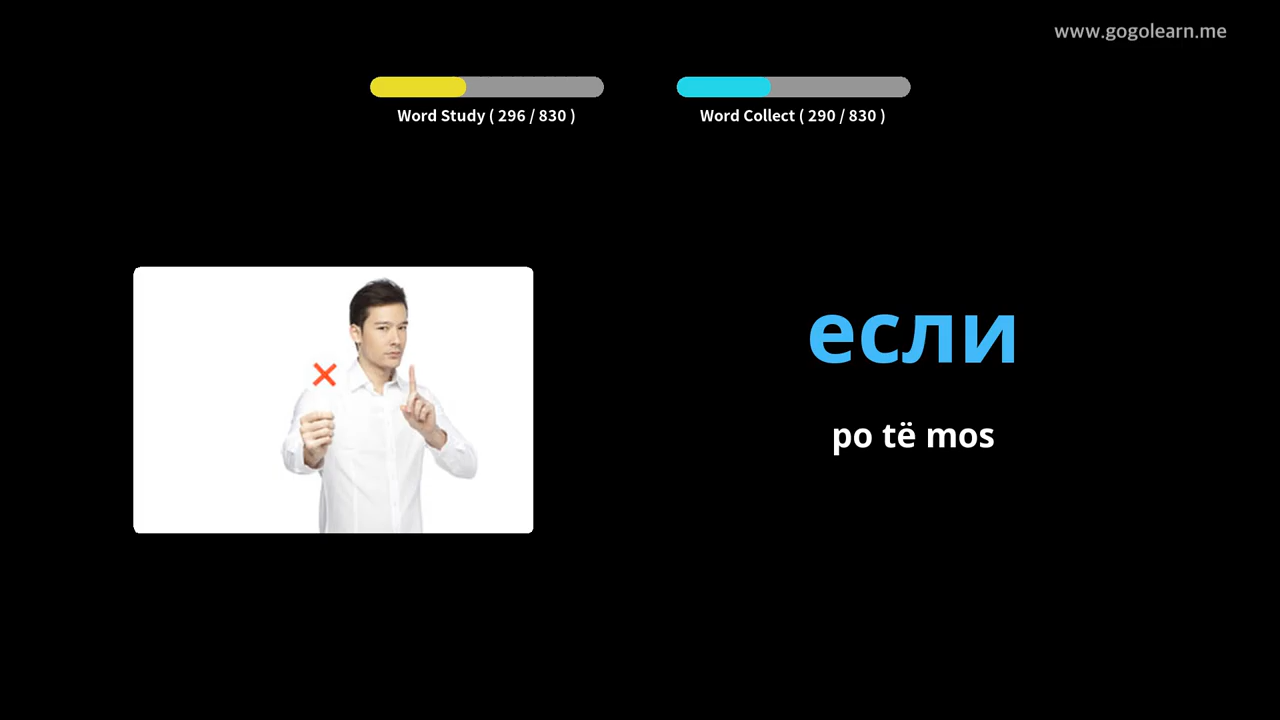 www.gogolearn.me
Word Study ( 296 / 830 )
Word Collect ( 290 / 830 )
если
po të mos